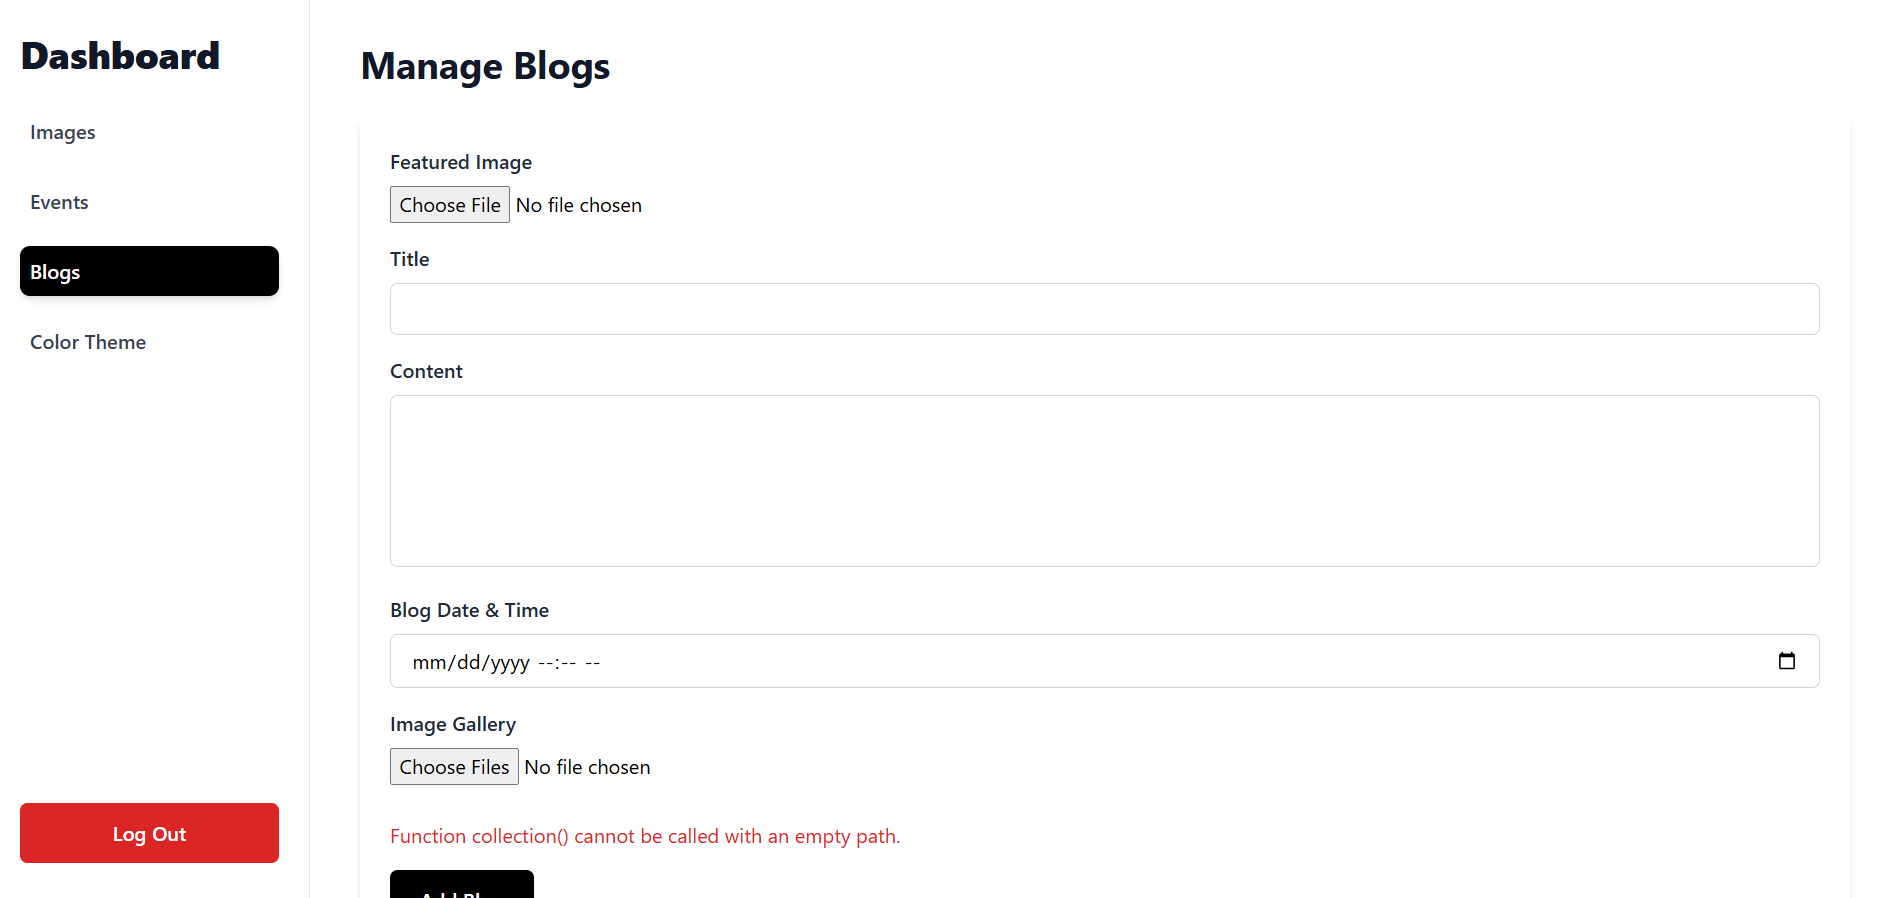 Dashboard
Images
Events
Blogs
Color Theme
Log Out
Manage Blogs
Featured Image
Choose File No file chosen
Title
Content
Blog Date & Time
mm/dd/yyyy --:-- --
Image Gallery
Choose Files No file chosen
Function collection() cannot be called with an empty path.